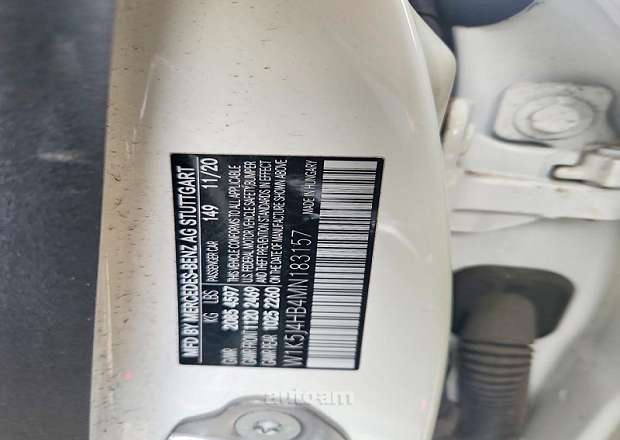 MFD BY MERCEDES-BENZ AG STUTTGART
PASSENGER CAR 149 11/20
KG LBS
GVWR 2085 4597
GAWR FRONT 1120 2469
GAWR REAR 1025 2260
THIS VEHICLE CONFORMS TO ALL APPLICABLE
U.S. FEDERAL MOTOR VEHICLE SAFETY/BUMPER
AND THEFT PREVENTION STANDARDS IN EFFECT
ON THE DATE OF MANUFACTURE SHOWN ABOVE
W1K5J4HB4MN183157
MADE IN HUNGARY
autoam